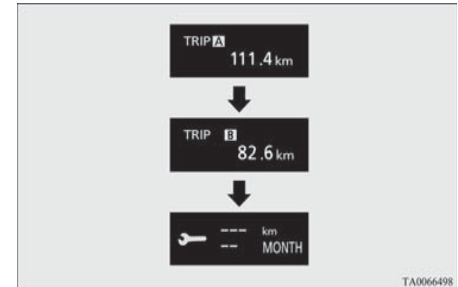 TRIP A
111.4 km
TRIP B
82.6 km
--- km
-- MONTH
TA0066498